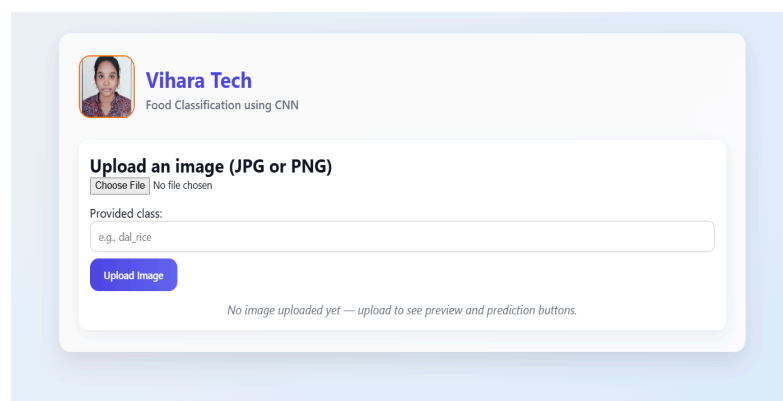 Vihara Tech
Food Classification using CNN
Upload an image (JPG or PNG)
Choose File No file chosen
Provided class:
e.g., dal_rice
Upload Image
No image uploaded yet — upload to see preview and prediction buttons.